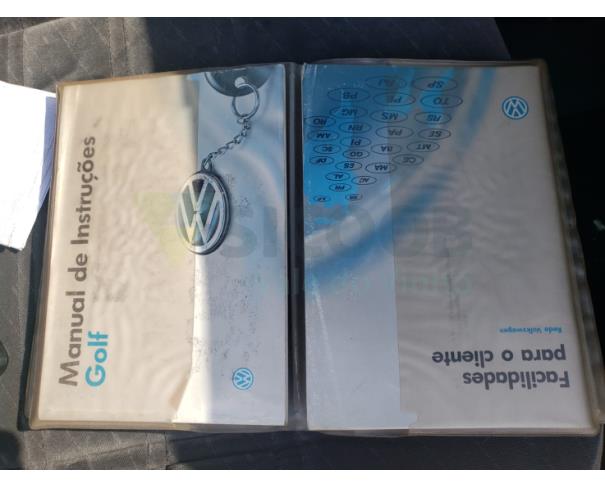 Manual de Instruções
Golf
Facilidades
para o cliente
Rede Volkswagen
SP
RJ
TO
PE
PB
RS
MS
MG
RN
SE
PA
RO
MT
BA
PI
AM
CE
MA
GO
SC
AC
ES
DF
PR
AL